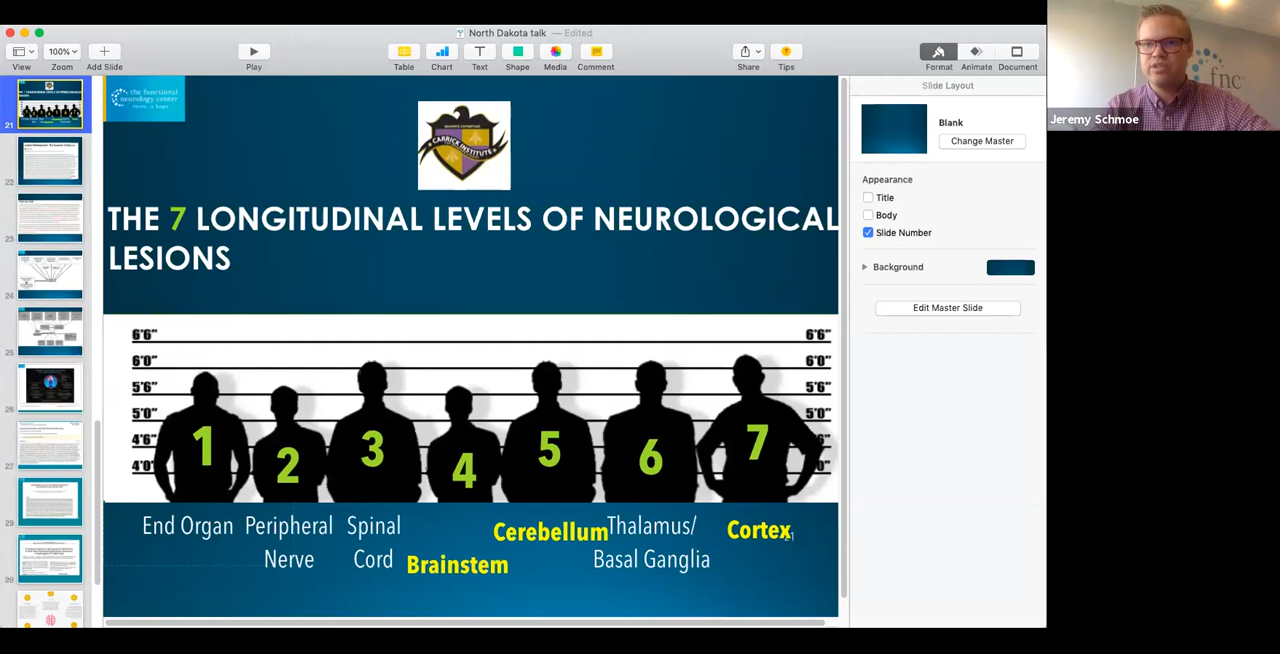 North Dakota talk — Edited
100%
View
Zoom
Add Slide
Play
Table
Chart
Text
Shape
Media
Comment
Share
Tips
Format
Animate
Document
21
22
23
24
25
26
27
28
the functional
neurology center
CARRICK INSTITUTE
THE 7 LONGITUDINAL LEVELS OF NEUROLOGICAL
LESIONS
6'6" 6'6"
6'0" 6'0"
5'6" 5'6"
5'0" 5'0"
4'6"
4'0"
1
2
3
4
5
6
7
End Organ
Peripheral
Nerve
Spinal
Cord
Brainstem
Cerebellum
Thalamus/
Basal Ganglia
Cortex
21
Slide Layout
Blank
Change Master
Appearance
Title
Body
Slide Number
Background
Edit Master Slide
fnc
Jeremy Schmoe